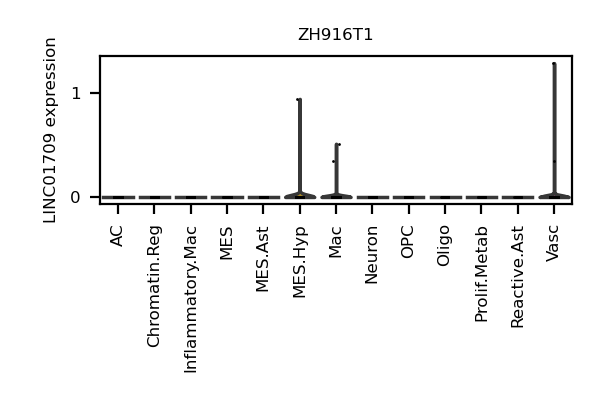 ZH916T1
LINC01709 expression
1
0
AC
Chromatin.Reg
Inflammatory.Mac
MES
MES.Ast
MES.Hyp
Mac
Neuron
OPC
Oligo
Prolif.Metab
Reactive.Ast
Vasc